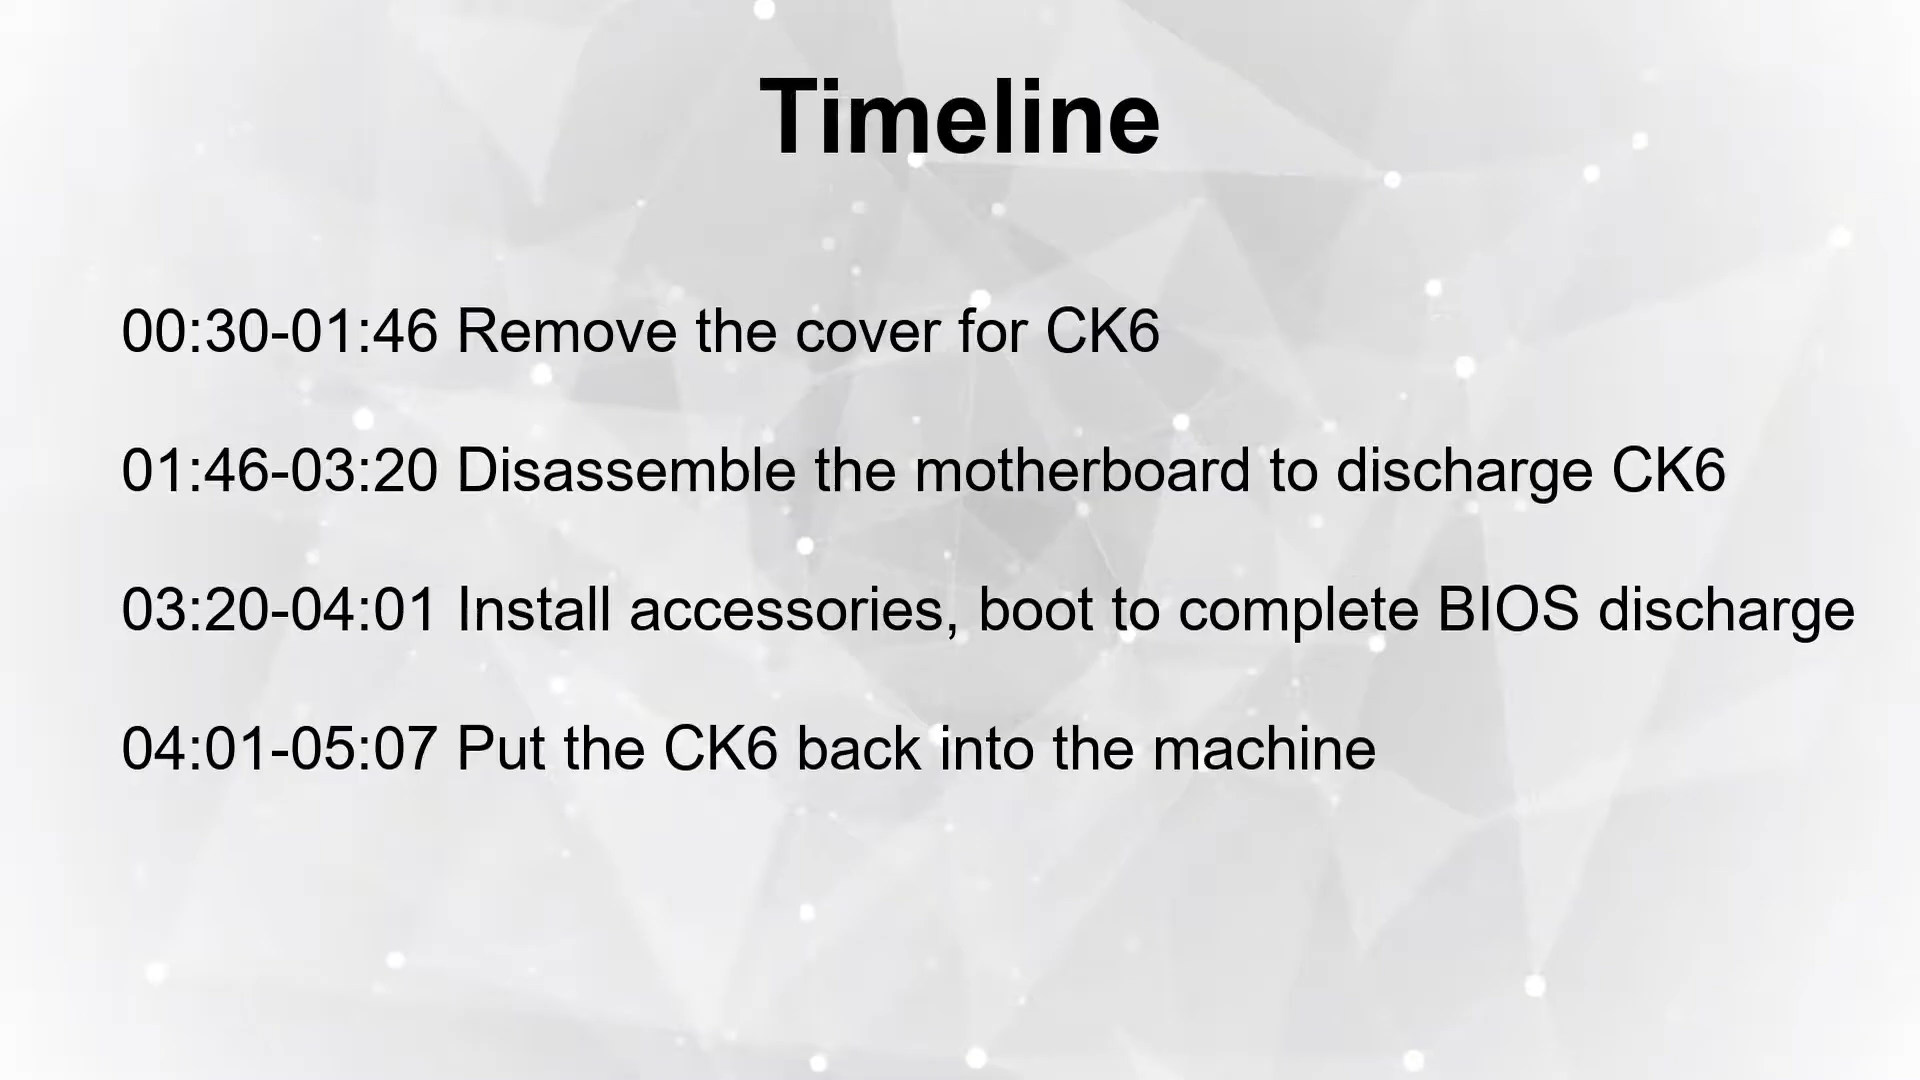 Timeline
00:30-01:46 Remove the cover for CK6
01:46-03:20 Disassemble the motherboard to discharge CK6
03:20-04:01 Install accessories, boot to complete BIOS discharge
04:01-05:07 Put the CK6 back into the machine